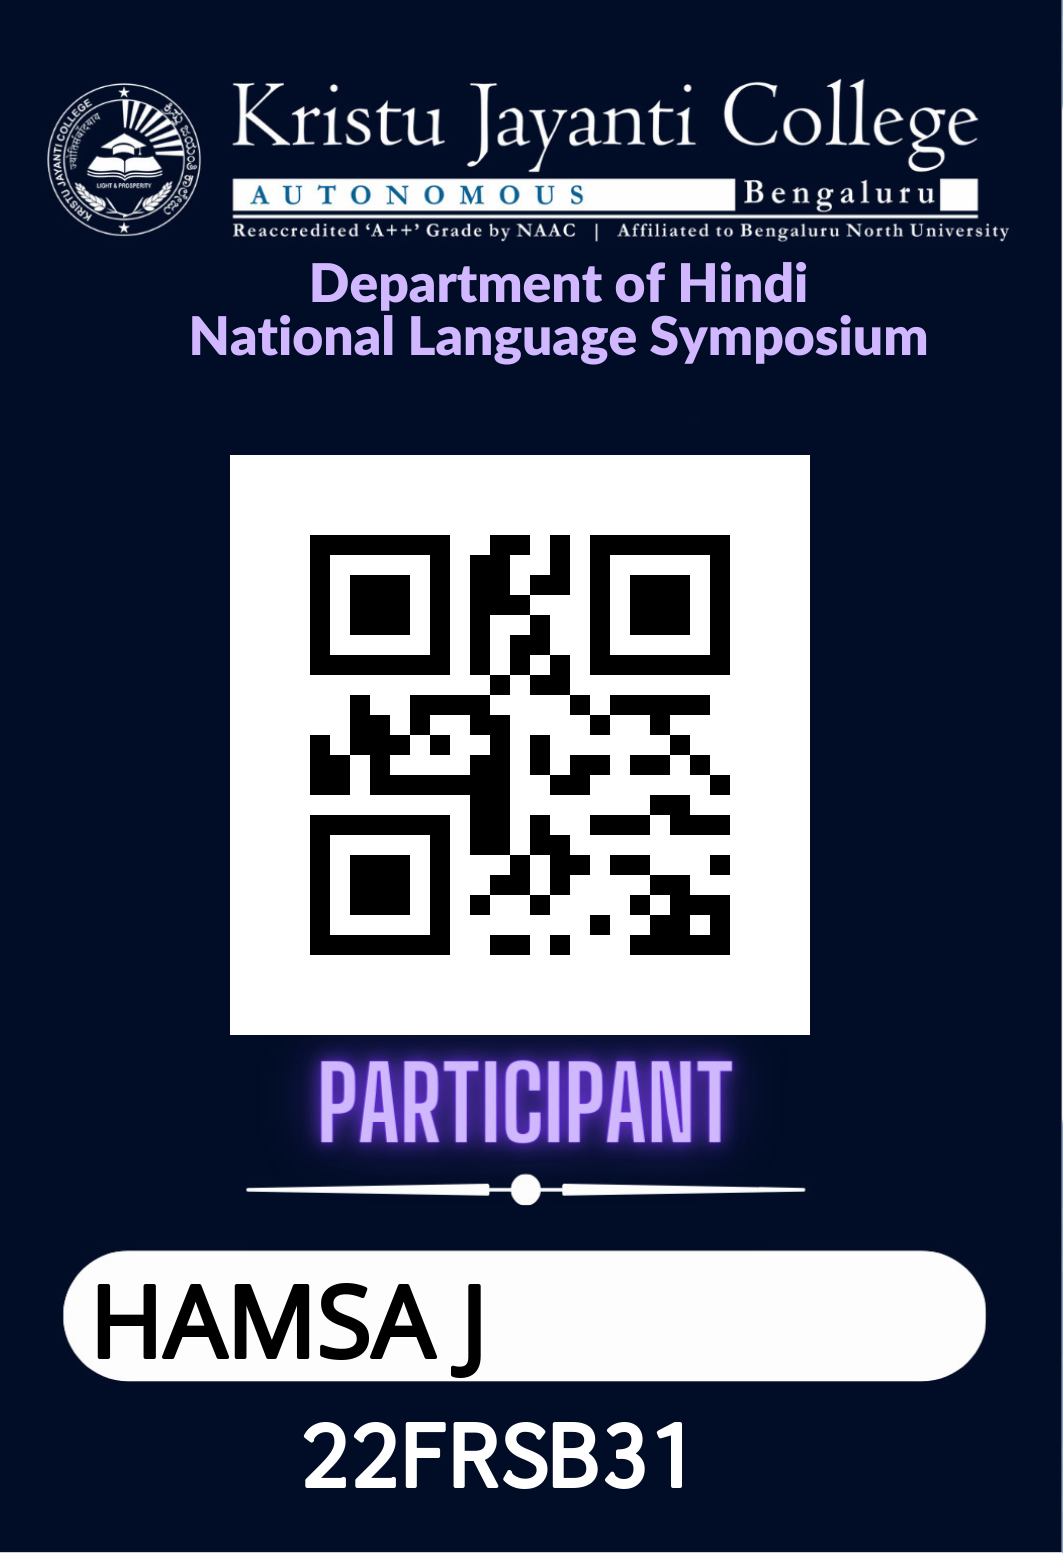 KRISTU JAYANTI COLLEGE
LIGHT & PROSPERITY
Kristu Jayanti College
AUTONOMOUS Bengaluru
Reaccredited ‘A++’ Grade by NAAC | Affiliated to Bengaluru North University
Department of Hindi
National Language Symposium
PARTICIPANT
HAMSA J
22FRSB31